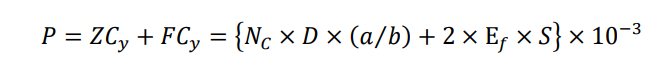 P = ZC_y + FC_y = {N_C × D × (a/b) + 2 × E_f × S} × 10^{-3}